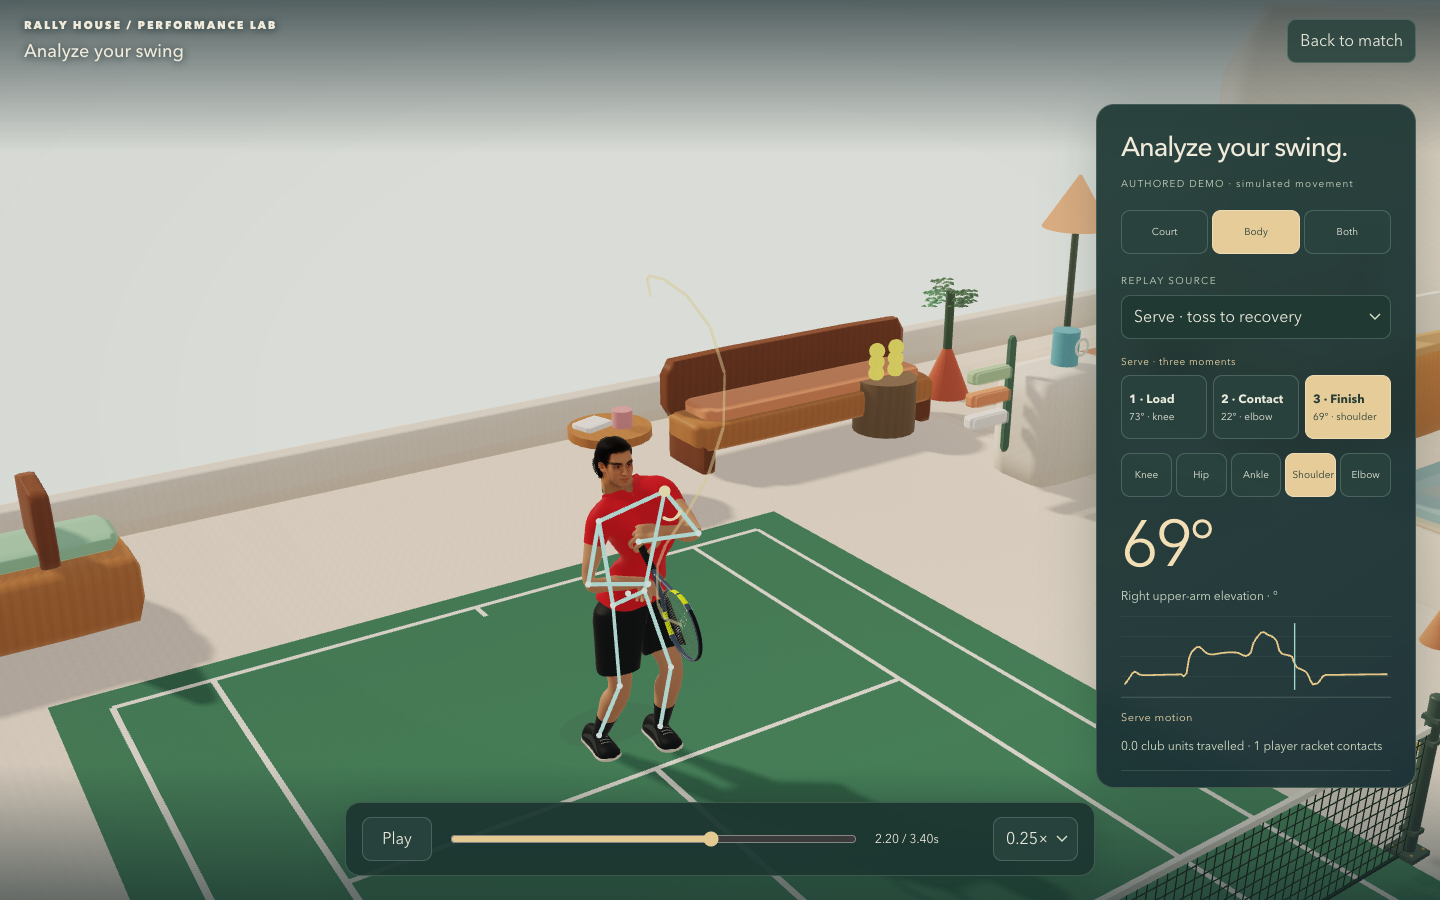 RALLY HOUSE / PERFORMANCE LAB
Analyze your swing
Back to match
Analyze your swing.
AUTHORED DEMO · simulated movement
Court
Body
Both
REPLAY SOURCE
Serve · toss to recovery
Serve · three moments
1 · Load
73° · knee
2 · Contact
22° · elbow
3 · Finish
69° · shoulder
Knee
Hip
Ankle
Shoulder
Elbow
69°
Right upper-arm elevation · °
Serve motion
0.0 club units travelled · 1 player racket contacts
Play
2.20 / 3.40s
0.25×